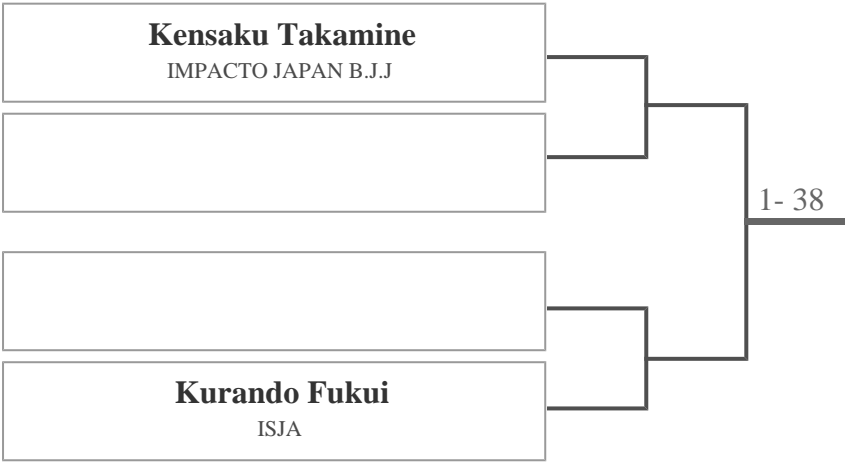 Kensaku Takamine
IMPACTO JAPAN B.J.J
1- 38
Kurando Fukui
ISJA